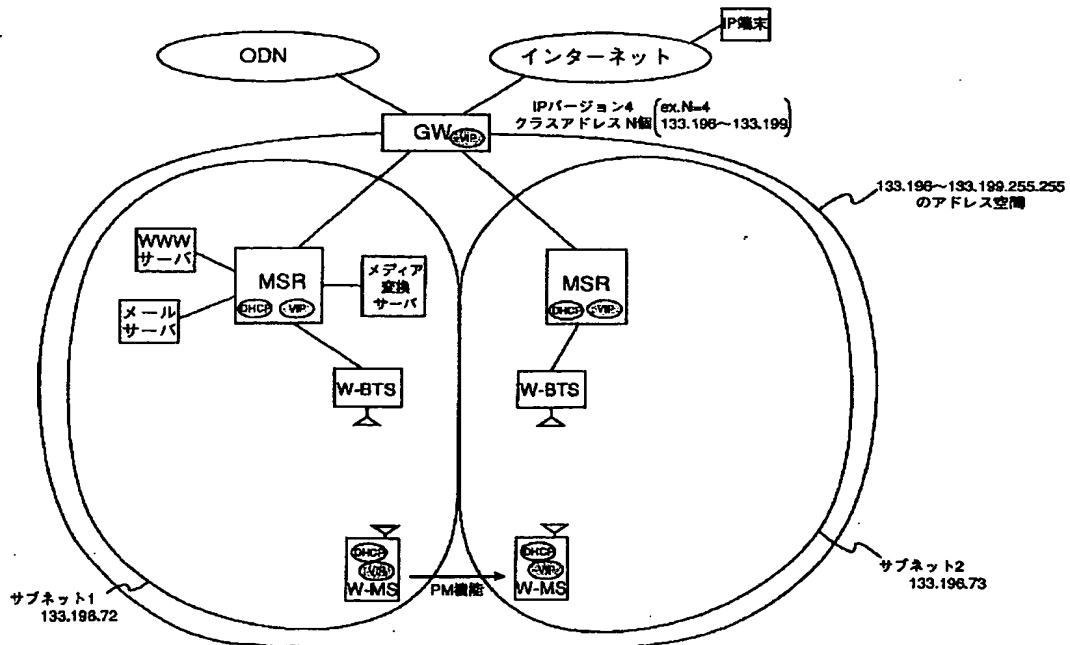 IP端末
ODN
インターネット
IPバージョン4
クラスアドレス N個
ex.N=4
133.196〜133.199
GW
VIP
133.196〜133.199.255.255
のアドレス空間
WWW
サーバ
メール
サーバ
MSR
DHCP
VIP
メディア
変換
サーバ
MSR
DHCP
VIP
W-BTS
W-BTS
DHCP
VIP
W-MS
PM機能
DHCP
VIP
W-MS
サブネット1
133.196.72
サブネット2
133.196.73